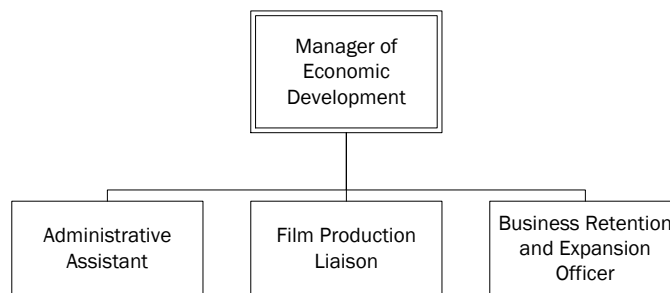 Manager of
Economic
Development
Administrative
Assistant
Film Production
Liaison
Business Retention
and Expansion
Officer